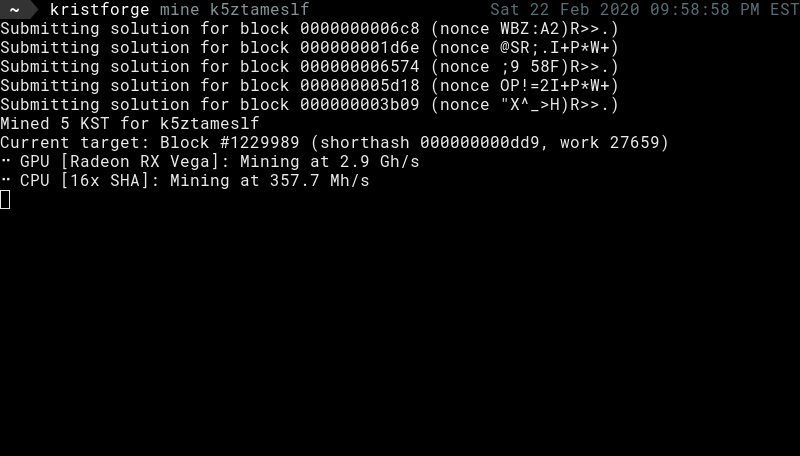 ~ kristforge mine k5ztameslf Sat 22 Feb 2020 09:58:58 PM EST
Submitting solution for block 0000000006c8 (nonce WBZ:A2)R>>.)
Submitting solution for block 000000001d6e (nonce @SR;.I+P*W+)
Submitting solution for block 000000006574 (nonce ;9 58F)R>>.)
Submitting solution for block 000000005d18 (nonce OP!=2I+P*W+)
Submitting solution for block 000000003b09 (nonce "X^_>H)R>>.)
Mined 5 KST for k5ztameslf
Current target: Block #1229989 (shorthash 000000000dd9, work 27659)
GPU [Radeon RX Vega]: Mining at 2.9 Gh/s
CPU [16x SHA]: Mining at 357.7 Mh/s